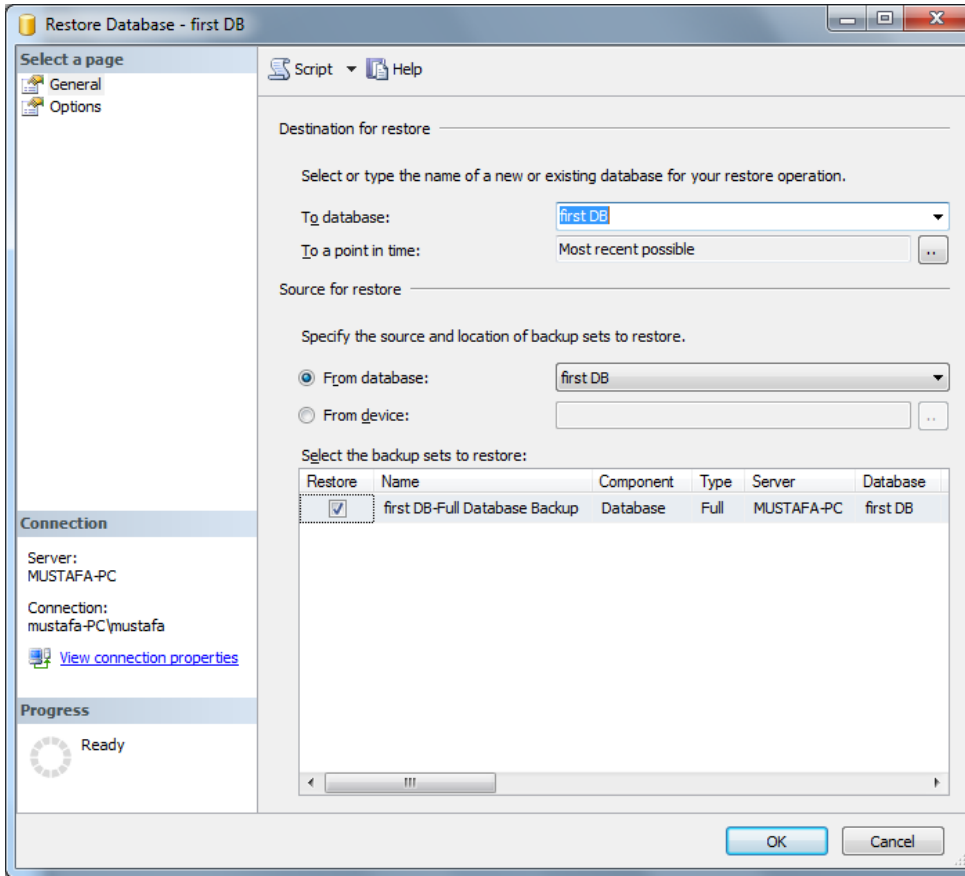 Restore Database - first DB
Select a page
General
Options
Script Help
Destination for restore
Select or type the name of a new or existing database for your restore operation.
To database: first DB
To a point in time: Most recent possible ..
Source for restore
Specify the source and location of backup sets to restore.
From database: first DB
From device: ..
Select the backup sets to restore:
Restore Name Component Type Server Database
first DB-Full Database Backup Database Full MUSTAFA-PC first DB
Connection
Server:
MUSTAFA-PC
Connection:
mustafa-PC\mustafa
View connection properties
Progress
Ready
OK Cancel